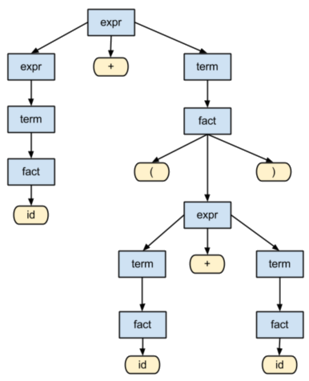 expr
expr + term
term fact
fact ( )
id expr
term + term
fact fact
id id